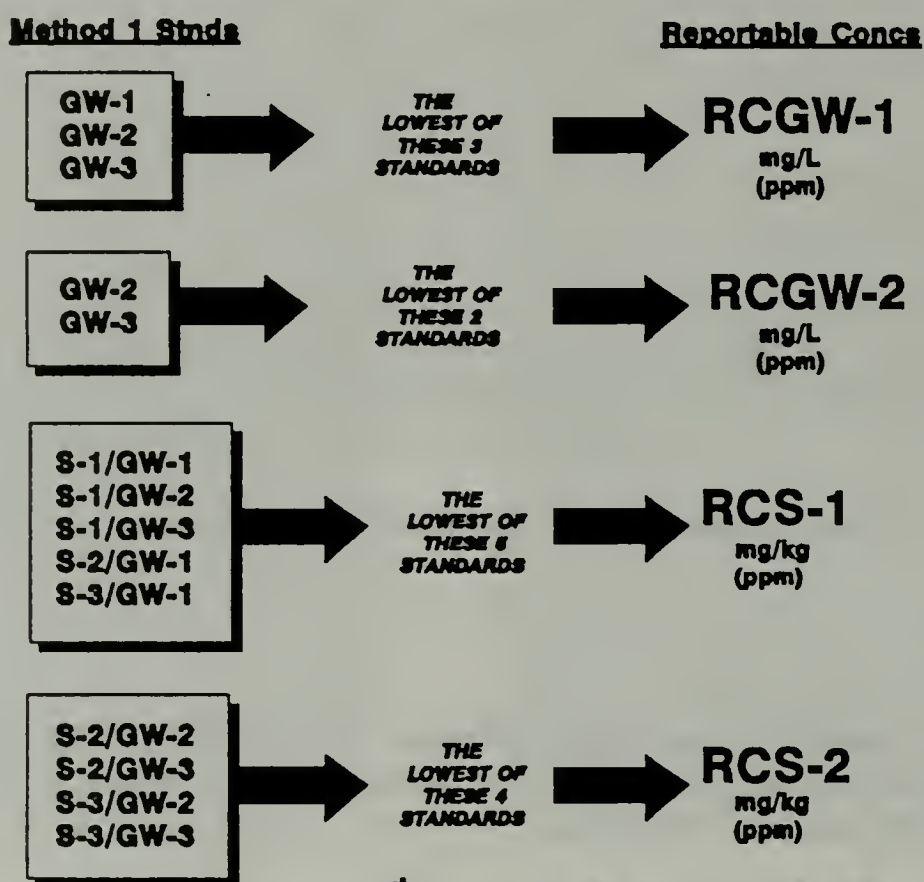 Method 1 Stnds
Reportable Concs
GW-1
GW-2
GW-3
THE
LOWEST OF
THESE 3
STANDARDS
RCGW-1
mg/L
(ppm)
GW-2
GW-3
THE
LOWEST OF
THESE 2
STANDARDS
RCGW-2
mg/L
(ppm)
S-1/GW-1
S-1/GW-2
S-1/GW-3
S-2/GW-1
S-3/GW-1
THE
LOWEST OF
THESE 5
STANDARDS
RCS-1
mg/kg
(ppm)
S-2/GW-2
S-2/GW-3
S-3/GW-2
S-3/GW-3
THE
LOWEST OF
THESE 4
STANDARDS
RCS-2
mg/kg
(ppm)